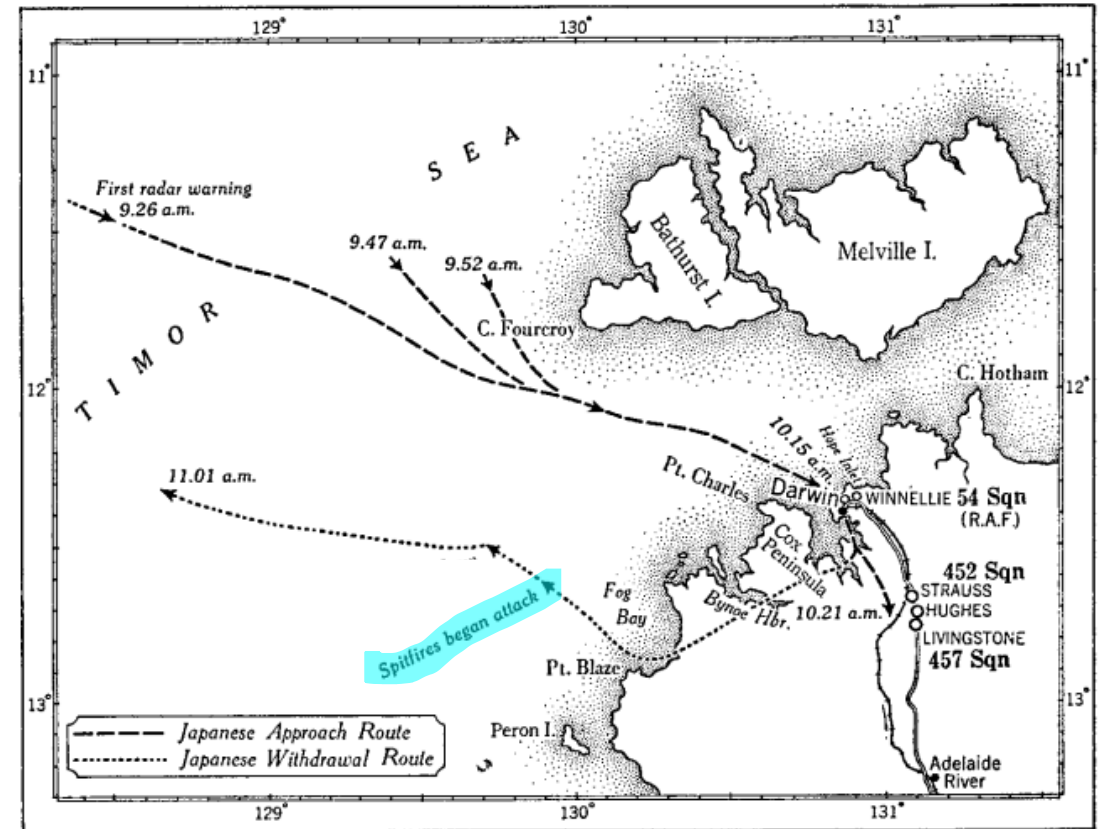 129°
130°
131°
11°
11°
SEA
First radar warning
9.26 a.m.
9.47 a.m.
9.52 a.m.
Bathurst I.
Melville I.
C. Fourcroy
TIMOR
C. Hotham
12°
12°
10.15 a.m.
Hope Inlet
Pt. Charles
Darwin
WINNELLIE 54 Sqn
(R.A.F.)
11.01 a.m.
Cox
Peninsula
452 Sqn
STRAUSS
Fog
Bay
Bynoe Hbr.
10.21 a.m.
HUGHES
Spitfires began attack
LIVINGSTONE
457 Sqn
Pt. Blaze
13°
13°
Peron I.
Japanese Approach Route
Japanese Withdrawal Route
Adelaide
River
129°
130°
131°